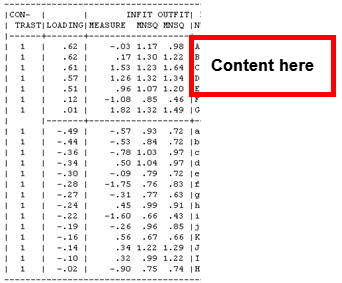 |CON- | | INFIT OUTFIT|
| TRAST|LOADING|MEASURE MNSQ MNSQ |
| 1 | .62 | -.03 1.17 .98 | A
| 1 | .62 | .17 1.30 1.22 | B
| 1 | .61 | 1.53 1.23 1.64 | C
| 1 | .57 | 1.26 1.32 1.34 | D
| 1 | .51 | .96 1.07 1.20 | E
| 1 | .12 | -1.08 .85 .46 | F
| 1 | .01 | 1.82 1.32 1.49 | G
Content here
| 1 | -.49 | -.57 .93 .72 | a
| 1 | -.44 | -.53 .84 .72 | b
| 1 | -.36 | -.78 1.03 .97 | c
| 1 | -.34 | .50 1.04 .97 | d
| 1 | -.30 | -.09 .79 .72 | e
| 1 | -.28 | -1.75 .76 .83 | f
| 1 | -.27 | -.31 .77 .63 | g
| 1 | -.24 | .45 .99 .91 | h
| 1 | -.22 | -1.60 .66 .43 | i
| 1 | -.19 | -.26 .96 .85 | j
| 1 | -.16 | .56 .67 .66 | K
| 1 | -.14 | .34 1.22 1.29 | J
| 1 | -.10 | .32 .99 1.22 | I
| 1 | -.02 | -.90 .75 .74 | H